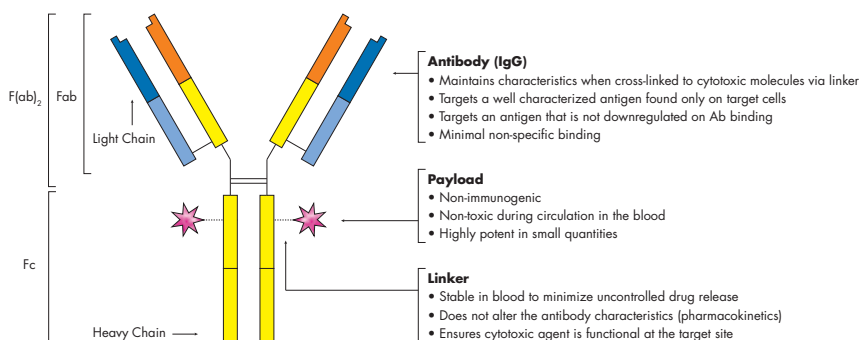 F(ab)2
Fab
Light Chain
Fc
Heavy Chain
Antibody (IgG)
• Maintains characteristics when cross-linked to cytotoxic molecules via linker
• Targets a well characterized antigen found only on target cells
• Targets an antigen that is not downregulated on Ab binding
• Minimal non-specific binding
Payload
• Non-immunogenic
• Non-toxic during circulation in the blood
• Highly potent in small quantities
Linker
• Stable in blood to minimize uncontrolled drug release
• Does not alter the antibody characteristics (pharmacokinetics)
• Ensures cytotoxic agent is functional at the target site